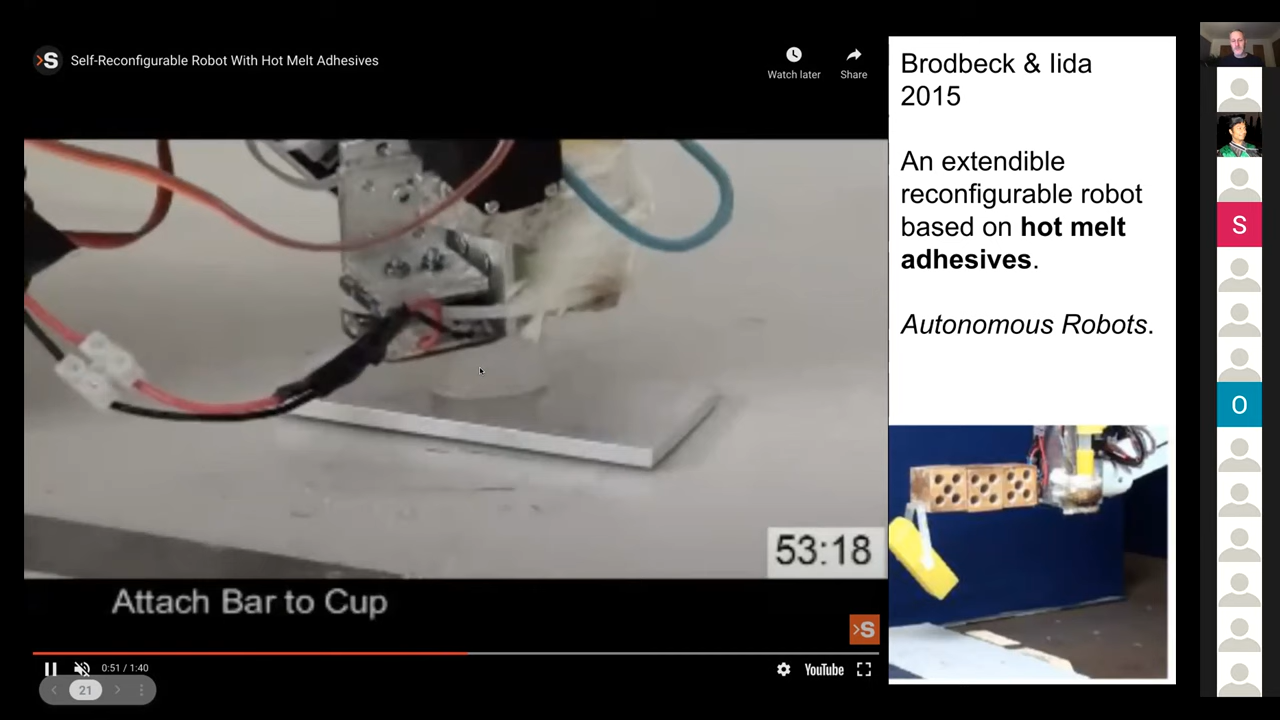 S
Self-Reconfigurable Robot With Hot Melt Adhesives
Watch later
Share
53:18
Attach Bar to Cup
S
0:51 / 1:40
YouTube
21
Brodbeck & Iida
2015
An extendible
reconfigurable robot
based on hot melt
adhesives.
Autonomous Robots.
S
O